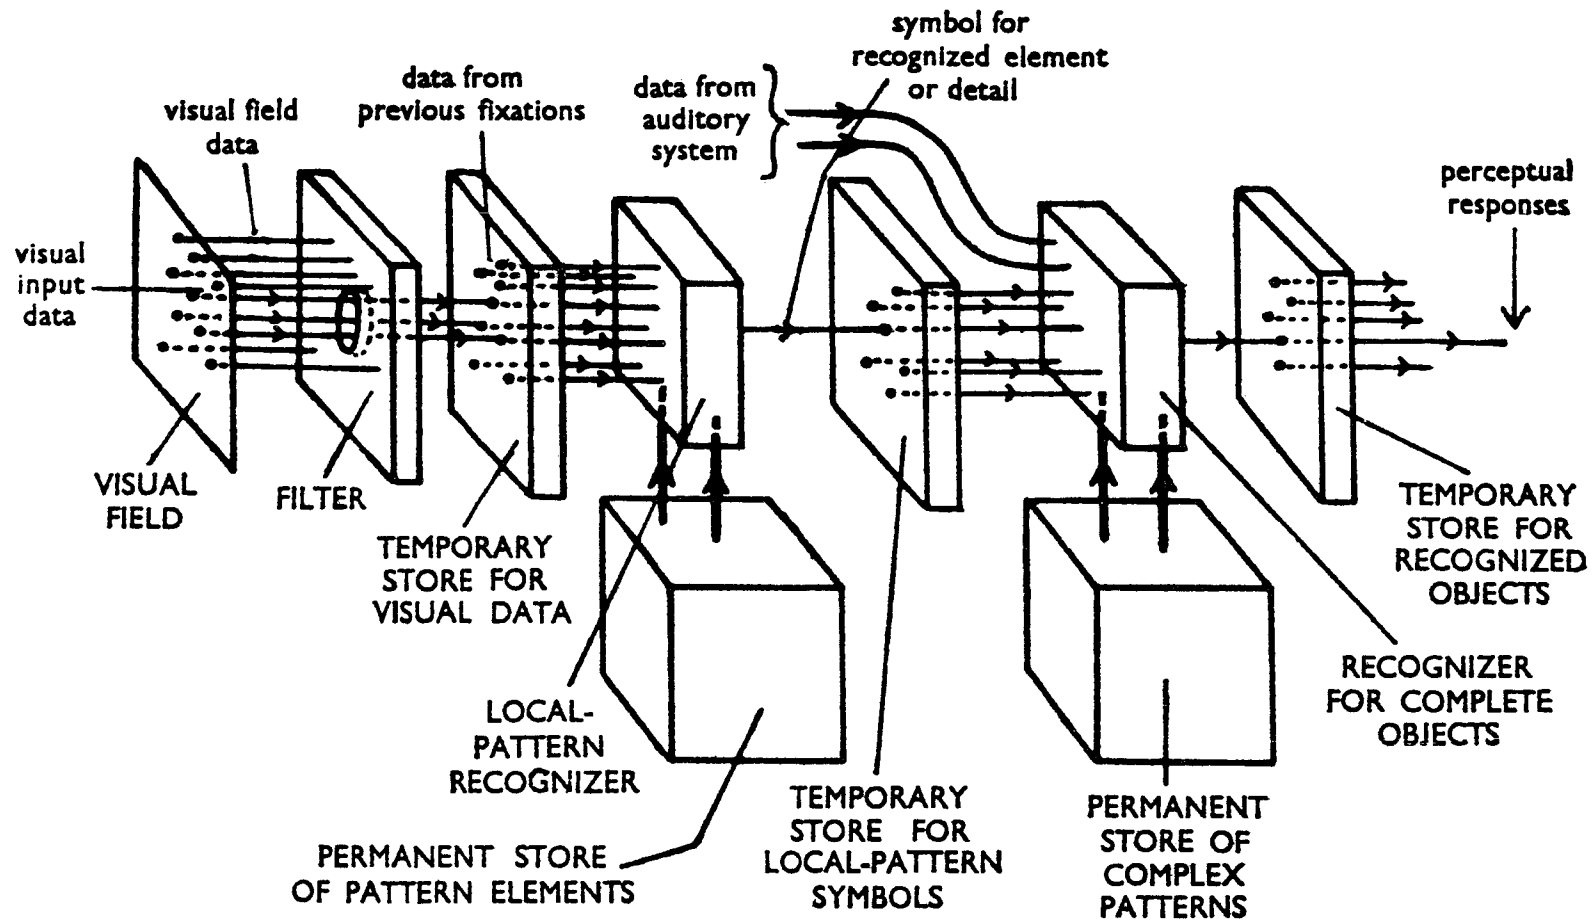 symbol for
recognized element
or detail
data from
previous fixations
data from
auditory
system
visual field
data
perceptual
responses
visual
input
data
VISUAL
FIELD
FILTER
TEMPORARY
STORE FOR
VISUAL DATA
TEMPORARY
STORE FOR
RECOGNIZED
OBJECTS
LOCAL-
PATTERN
RECOGNIZER
RECOGNIZER
FOR COMPLETE
OBJECTS
TEMPORARY
STORE FOR
LOCAL-PATTERN
SYMBOLS
PERMANENT
STORE OF
COMPLEX
PATTERNS
PERMANENT STORE
OF PATTERN ELEMENTS